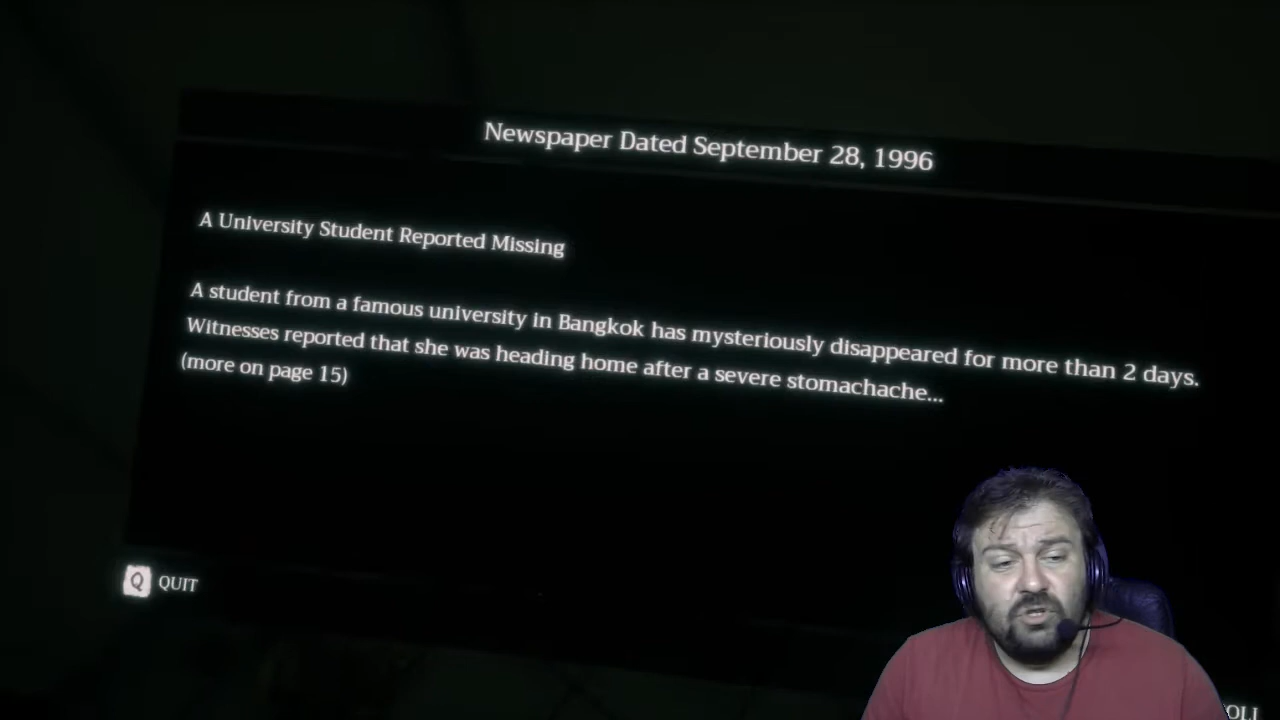 Newspaper Dated September 28, 1996
A University Student Reported Missing
A student from a famous university in Bangkok has mysteriously disappeared for more than 2 days.
Witnesses reported that she was heading home after a severe stomachache...
(more on page 15)
Q QUIT